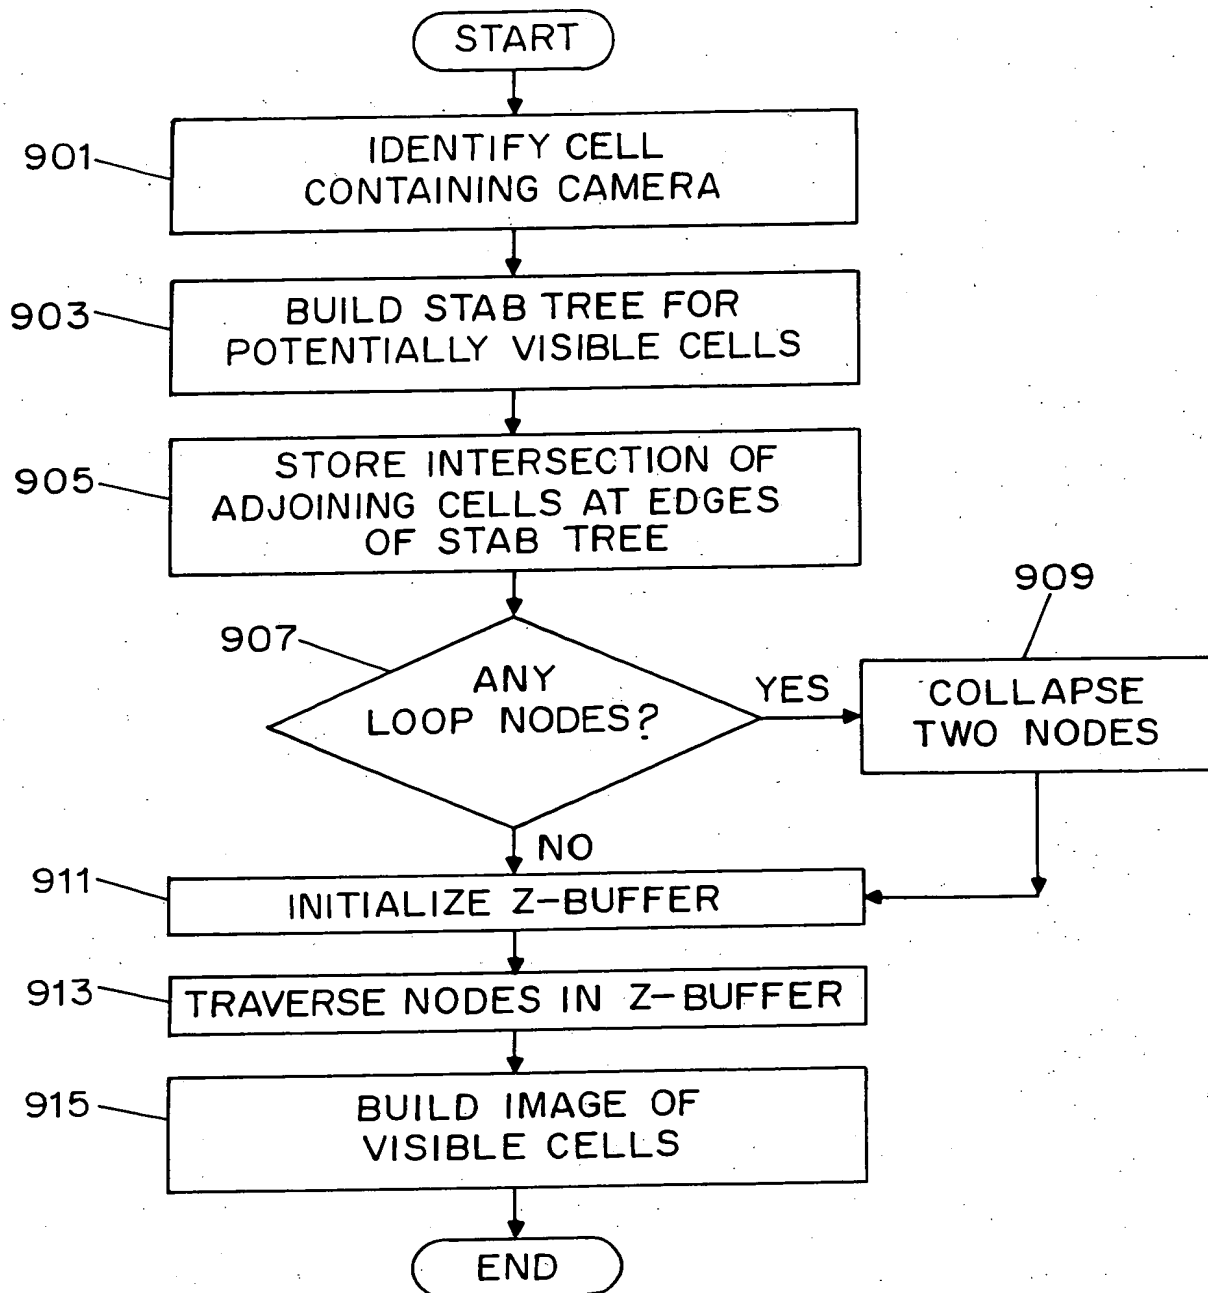 START
901
IDENTIFY CELL
CONTAINING CAMERA
903
BUILD STAB TREE FOR
POTENTIALLY VISIBLE CELLS
905
STORE INTERSECTION OF
ADJOINING CELLS AT EDGES
OF STAB TREE
907
ANY
LOOP NODES?
YES
909
COLLAPSE
TWO NODES
NO
911
INITIALIZE Z-BUFFER
913
TRAVERSE NODES IN Z-BUFFER
915
BUILD IMAGE OF
VISIBLE CELLS
END